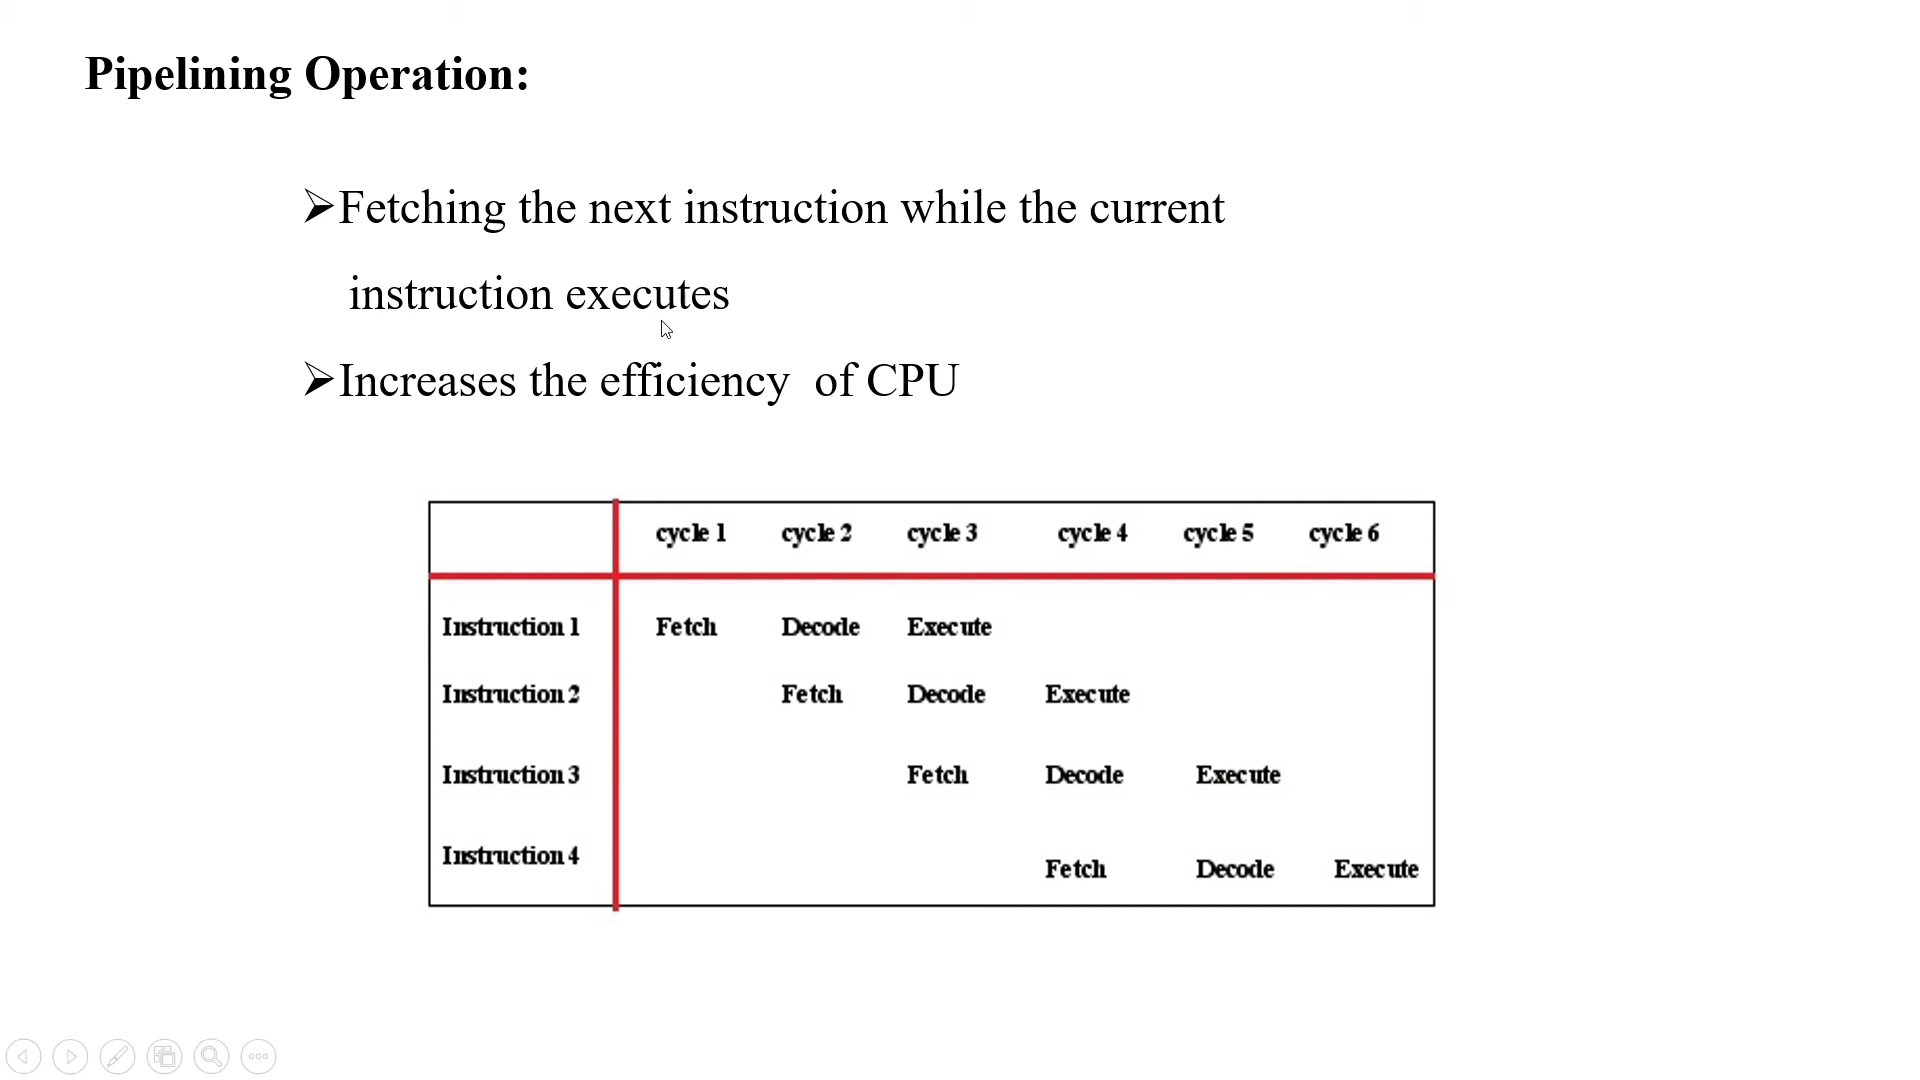 Pipelining Operation:
➢Fetching the next instruction while the current
instruction executes
➢Increases the efficiency of CPU
cycle 1 cycle 2 cycle 3 cycle 4 cycle 5 cycle 6
Instruction 1 Fetch Decode Execute
Instruction 2 Fetch Decode Execute
Instruction 3 Fetch Decode Execute
Instruction 4 Fetch Decode Execute